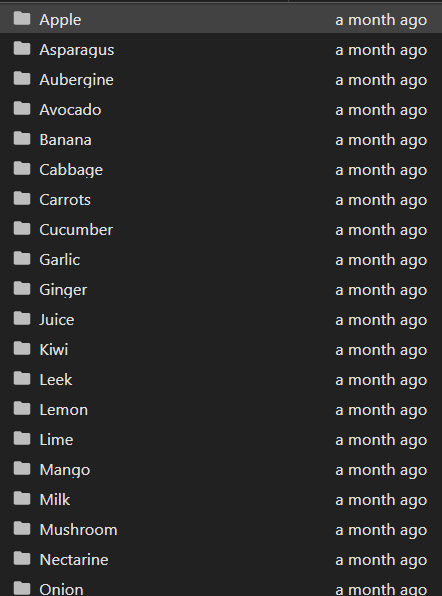 Apple a month ago
Asparagus a month ago
Aubergine a month ago
Avocado a month ago
Banana a month ago
Cabbage a month ago
Carrots a month ago
Cucumber a month ago
Garlic a month ago
Ginger a month ago
Juice a month ago
Kiwi a month ago
Leek a month ago
Lemon a month ago
Lime a month ago
Mango a month ago
Milk a month ago
Mushroom a month ago
Nectarine a month ago
Onion a month ago